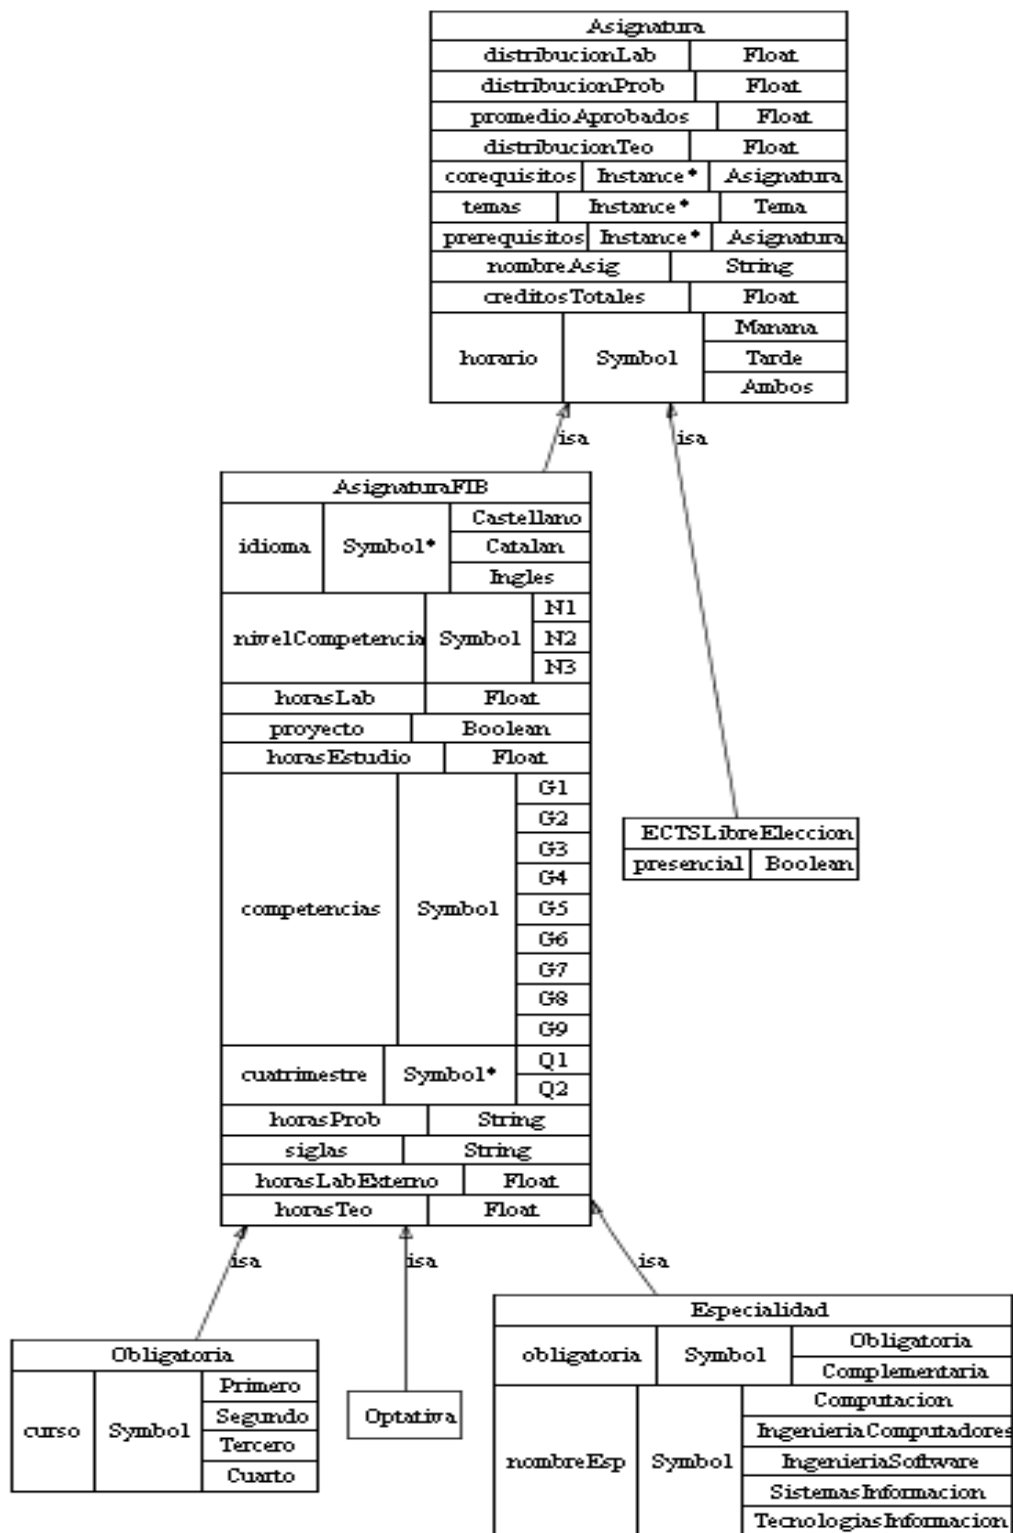 Asignatura
distribucionLab Float
distribucionProb Float
promedioAprobados Float
distribucionTeo Float
corequisitos Instance* Asignatura
temas Instance* Tema
prerequisitos Instance* Asignatura
nombreAsig String
creditosTotales Float
horario Symbol Manana
Tarde
Ambos
isa isa
AsignaturaFIB
idioma Symbol* Castellano
Catalan
Ingles
nivelCompetencia Symbol N1
N2
N3
horasLab Float
proyecto Boolean
horasEstudio Float
competencias Symbol G1
G2
G3
G4
G5
G6
G7
G8
G9
cuatrimestre Symbol* Q1
Q2
horasProb String
siglas String
horasLabExterno Float
horasTeo Float
ECTSLibreEleccion
presencial Boolean
isa isa isa
Obligatoria
curso Symbol Primero
Segundo
Tercero
Cuarto
Optativa
Especialidad
obligatoria Symbol Obligatoria
Complementaria
nombreEsp Symbol Computacion
IngenieriaComputadores
IngenieriaSoftware
SistemasInformacion
TecnologiasInformacion